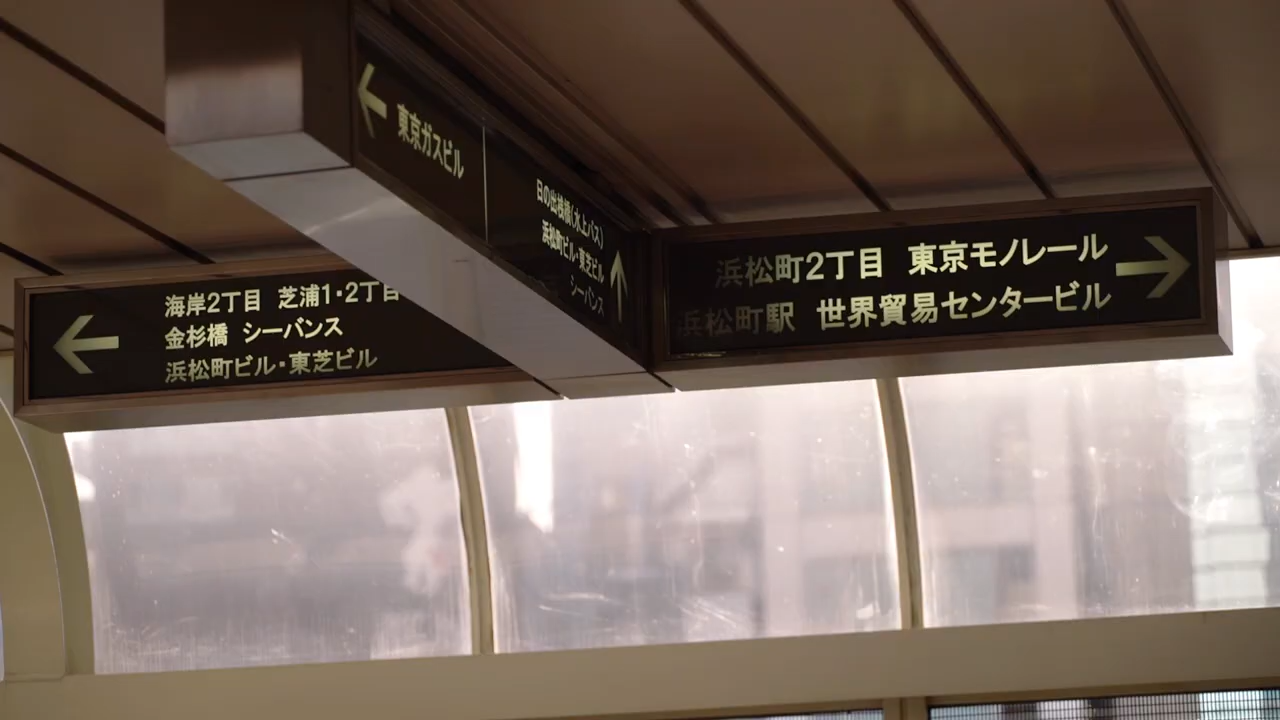 ← 東京ガスビル
日の出桟橋(水上バス)
浜松町ビル・東芝ビル
シーバンス ↑
← 海岸2丁目 芝浦1・2丁目
金杉橋 シーバンス
浜松町ビル・東芝ビル
浜松町2丁目 東京モノレール →
浜松町駅 世界貿易センタービル